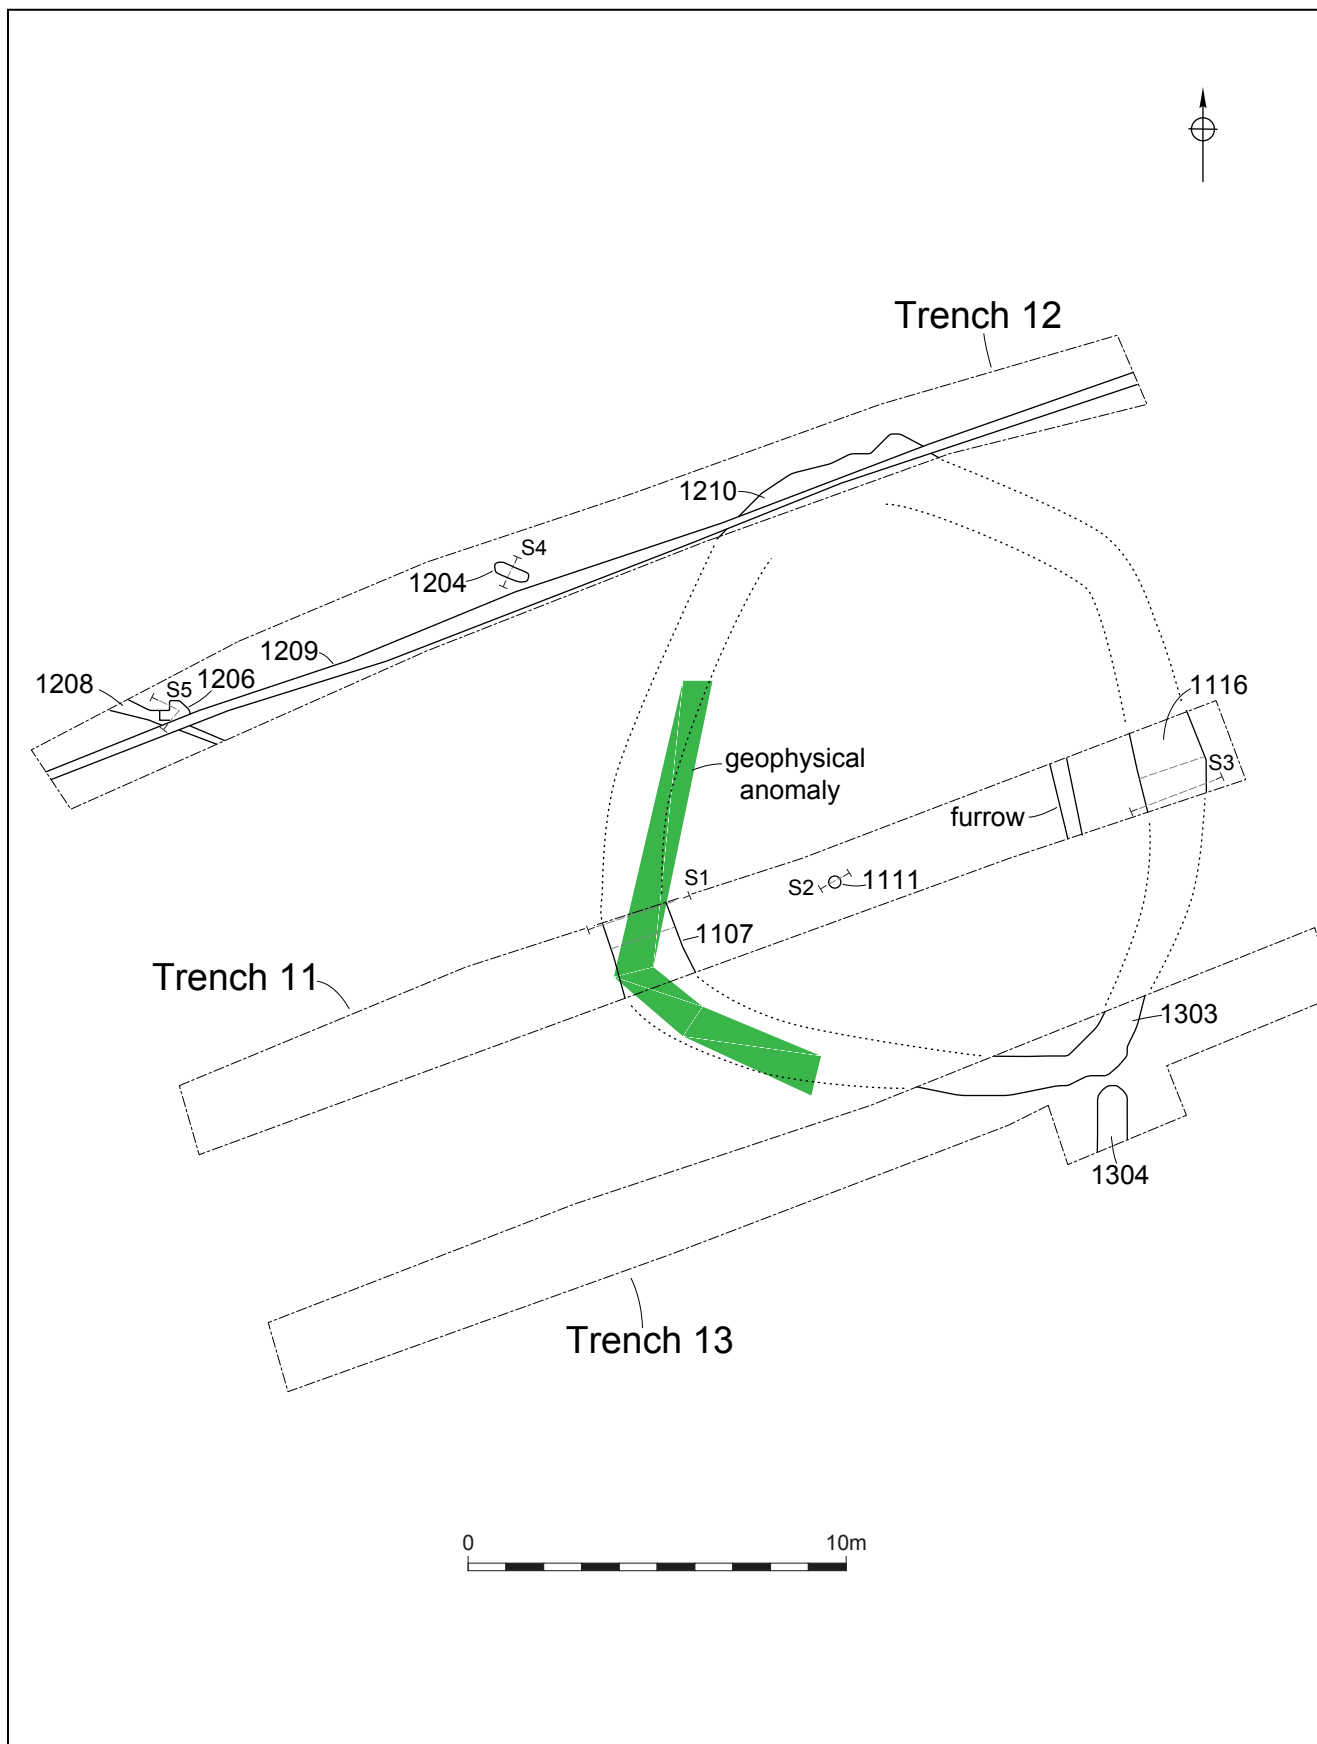 Trench 12
1210
S4
1204
1209
1208
S5
1206
1116
geophysical
anomaly
S3
furrow
S1
S2
1111
1107
Trench 11
1303
1304
Trench 13
0
10m